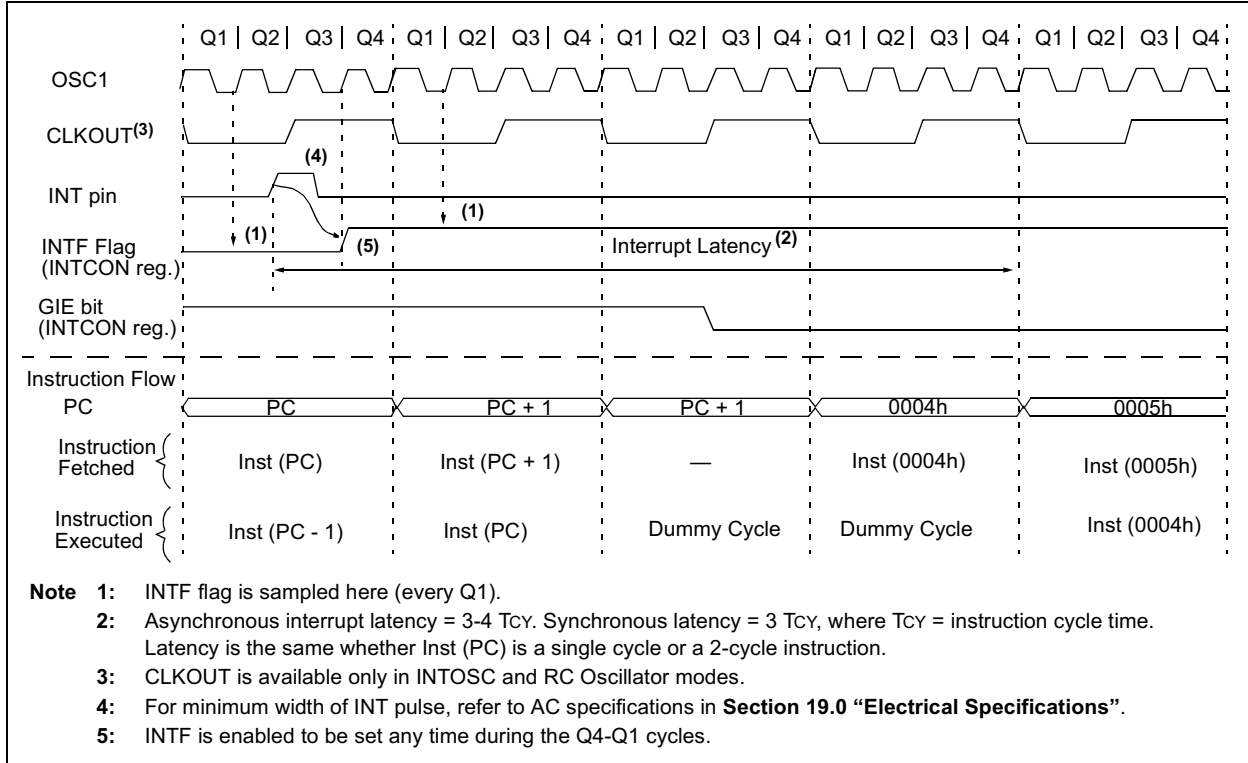 Q1 | Q2 | Q3 | Q4 Q1 | Q2 | Q3 | Q4 Q1 | Q2 | Q3 | Q4 Q1 | Q2 | Q3 | Q4 Q1 | Q2 | Q3 | Q4
OSC1
CLKOUT(3)
(4)
INT pin
(1)
(1)
INTF Flag
(INTCON reg.)
(5)
Interrupt Latency(2)
GIE bit
(INTCON reg.)
Instruction Flow
PC PC PC + 1 PC + 1 0004h 0005h
Instruction
Fetched
Inst (PC) Inst (PC + 1) — Inst (0004h) Inst (0005h)
Instruction
Executed
Inst (PC - 1) Inst (PC) Dummy Cycle Dummy Cycle Inst (0004h)
Note 1: INTF flag is sampled here (every Q1).
2: Asynchronous interrupt latency = 3-4 TCY. Synchronous latency = 3 TCY, where TCY = instruction cycle time.
Latency is the same whether Inst (PC) is a single cycle or a 2-cycle instruction.
3: CLKOUT is available only in INTOSC and RC Oscillator modes.
4: For minimum width of INT pulse, refer to AC specifications in Section 19.0 “Electrical Specifications”.
5: INTF is enabled to be set any time during the Q4-Q1 cycles.